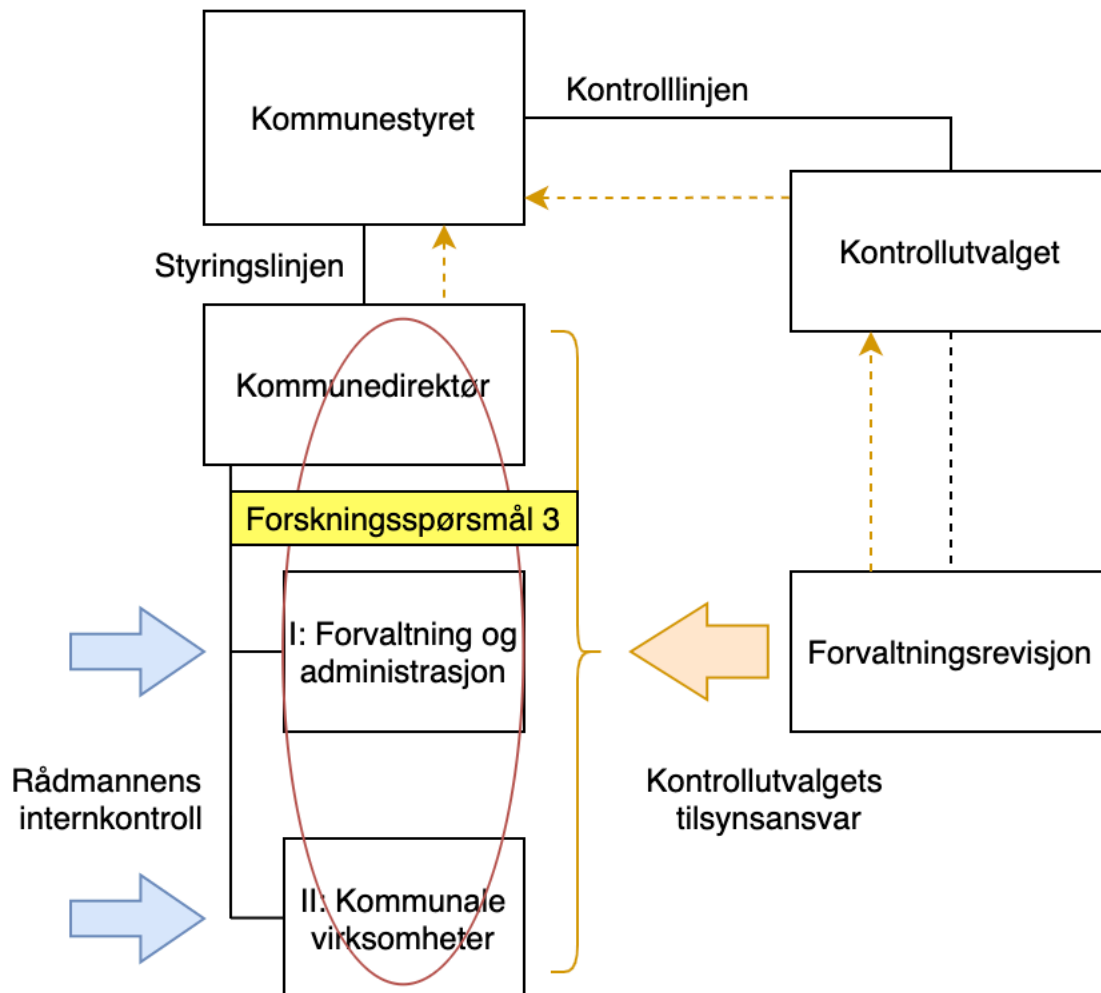 Kommunestyret
Kontrolllinjen
Kontrollutvalget
Styringslinjen
Kommunedirektør
Forskningsspørsmål 3
I: Forvaltning og
administrasjon
Forvaltningsrevisjon
Rådmannens
internkontroll
Kontrollutvalgets
tilsynsansvar
II: Kommunale
virksomheter